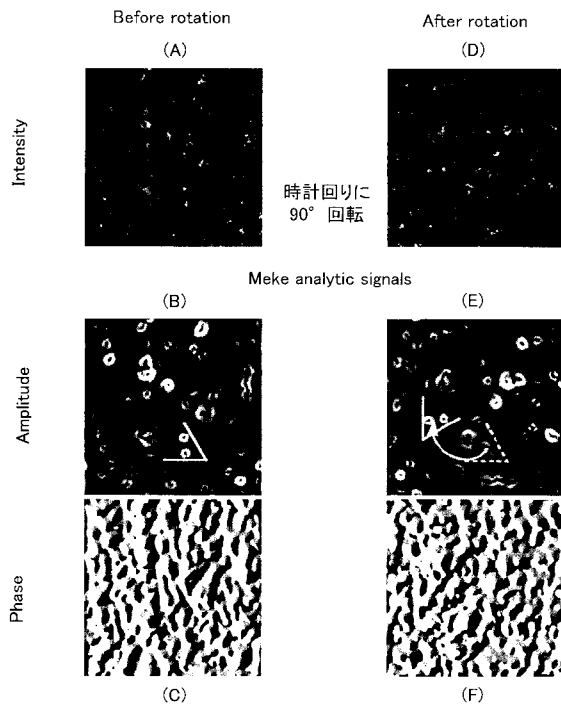 Before rotation
After rotation
(A)
(D)
Intensity
時計回りに
90° 回転
Meke analytic signals
(B)
(E)
Amplitude
Phase
(C)
(F)